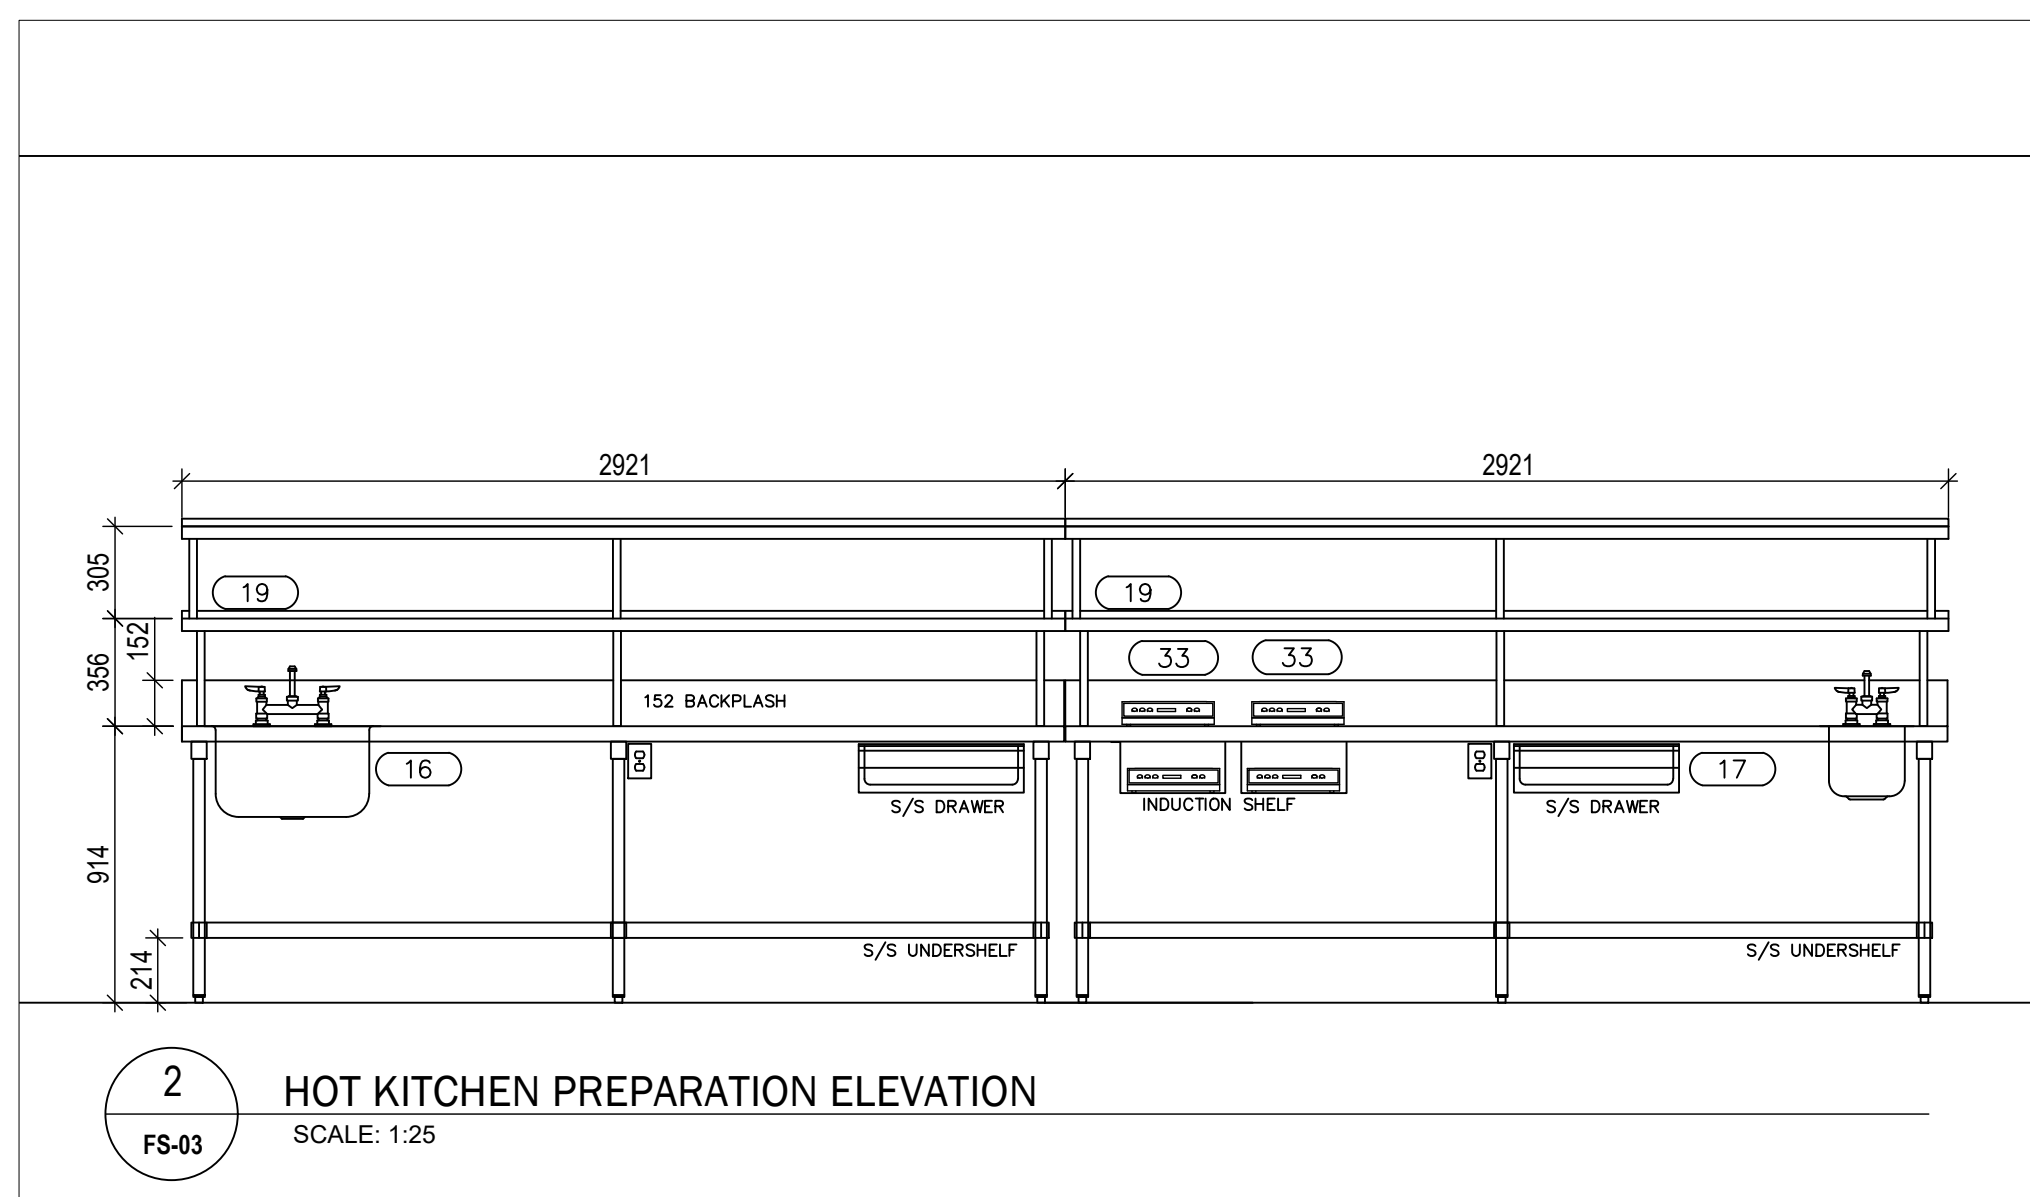 2921
2921
305
19
19
152
356
33
33
152 BACKPLASH
16
17
S/S DRAWER
INDUCTION SHELF
S/S DRAWER
914
S/S UNDERSHELF
S/S UNDERSHELF
214
2
HOT KITCHEN PREPARATION ELEVATION
FS-03
SCALE: 1:25